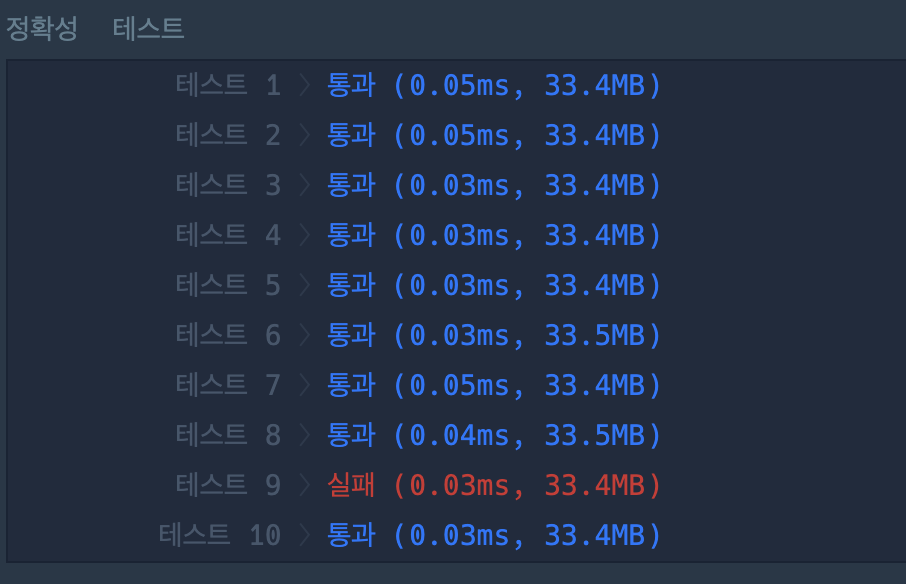 정확성 테스트
테스트 1 〉 통과 (0.05ms, 33.4MB)
테스트 2 〉 통과 (0.05ms, 33.4MB)
테스트 3 〉 통과 (0.03ms, 33.4MB)
테스트 4 〉 통과 (0.03ms, 33.4MB)
테스트 5 〉 통과 (0.03ms, 33.4MB)
테스트 6 〉 통과 (0.03ms, 33.5MB)
테스트 7 〉 통과 (0.05ms, 33.4MB)
테스트 8 〉 통과 (0.04ms, 33.5MB)
테스트 9 〉 실패 (0.03ms, 33.4MB)
테스트 10 〉 통과 (0.03ms, 33.4MB)